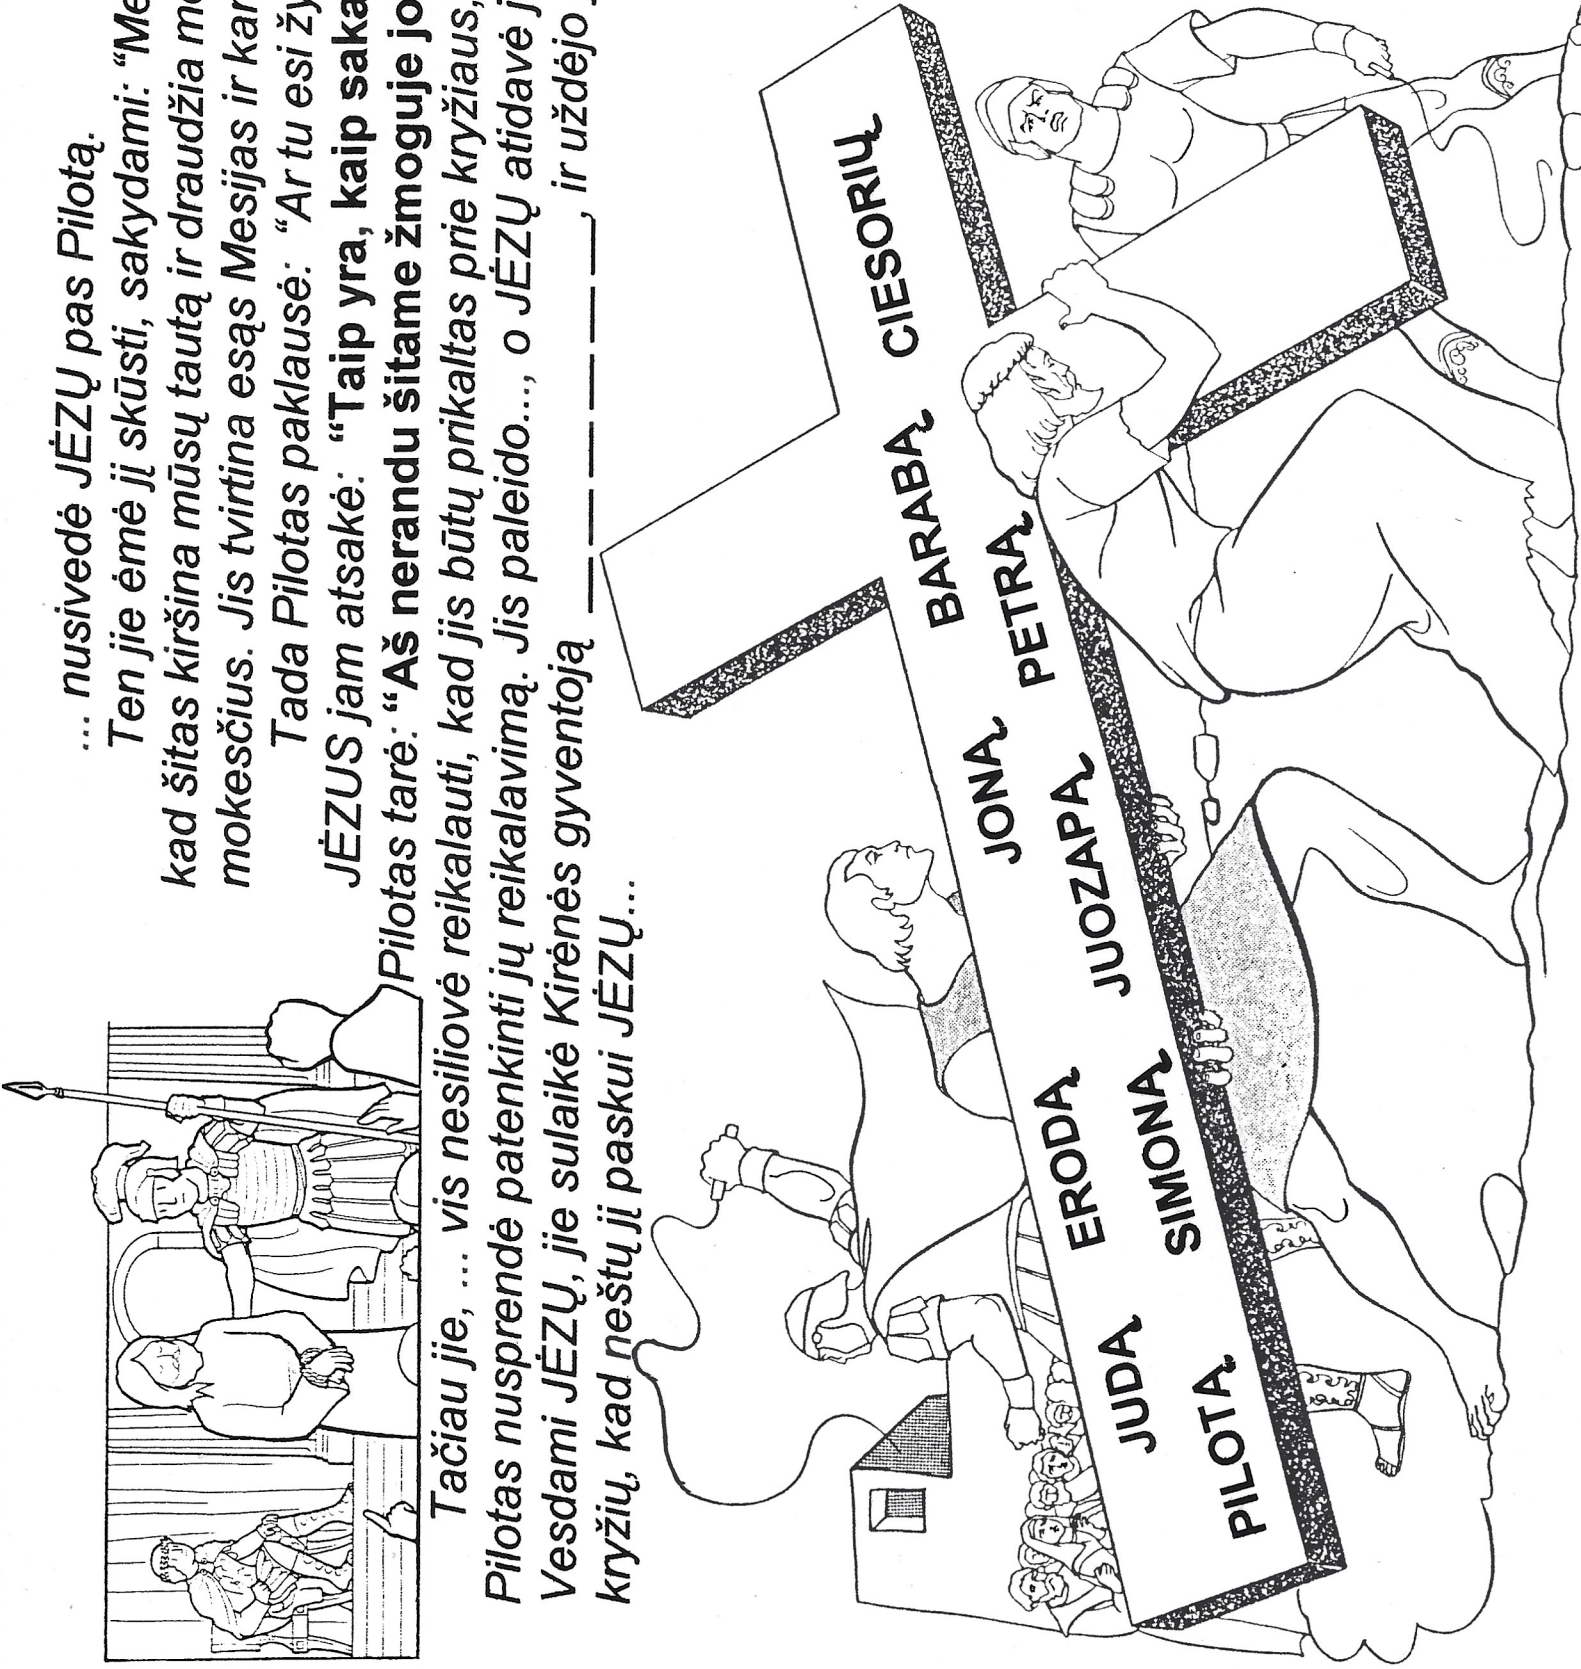 ... nusivedė JĖZŲ pas Pilotą.
Ten jie ėmė jį skūsti, sakydami: “Me
kad šitas kiršina mūsų tautą ir draudžia mo
mokesčius. Jis tvirtina esąs Mesijas ir kar
Tada Pilotas paklausė: “Ar tu esi žy
JĖZUS jam atsakė: “Taip yra, kaip saka
Pilotas tarė: “Aš nerandu šitame žmoguje jo
Tačiau jie, ... vis nesiliovė reikalauti, kad jis būtų prikaltas prie kryžiaus,
Pilotas nusprendė patenkinti jų reikalavimą. Jis paleido..., o JĖZŲ atidavė j
Vesdami JĖZŲ, jie sulaikė Kirėnės gyventoją _ _ _ _ _ _, ir uždėjo
kryžių, kad neštų jį paskui JĖZŲ...
JUDĄ ERODĄ JONĄ BARABĄ CIESORIŲ
PILOTĄ SIMONĄ JUOZAPĄ PETRĄ